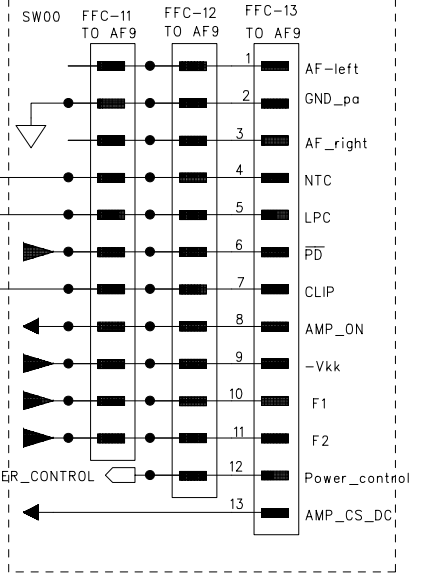 SW00 FFC-11 FFC-12 FFC-13
TO AF9 TO AF9 TO AF9
1 AF-left
2 GND_pa
3 AF_right
4 NTC
5 LPC
6 PD
7 CLIP
8 AMP_ON
9 -Vkk
10 F1
11 F2
ER_CONTROL 12 Power_control
13 AMP_CS_DC